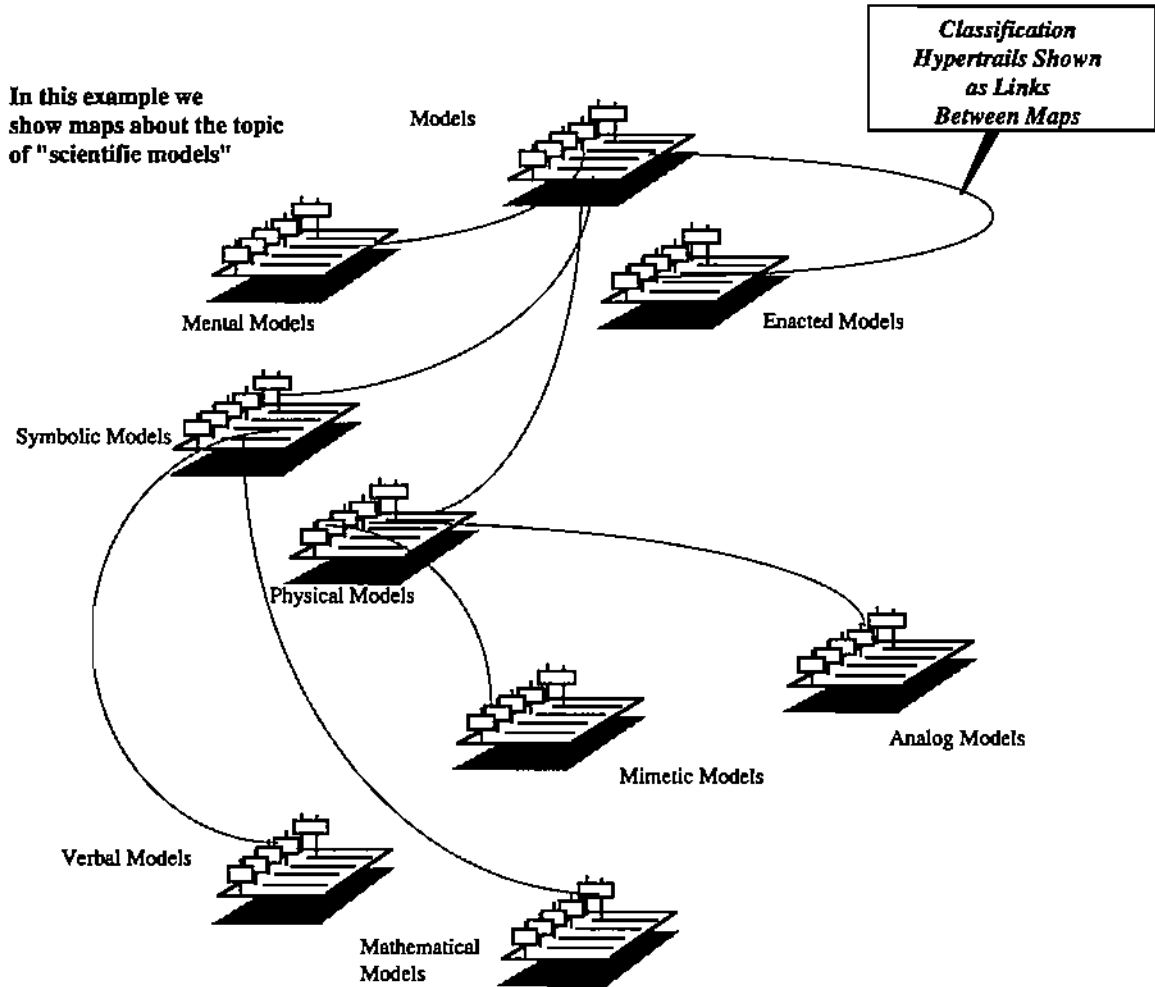 In this example we
show maps about the topic
of "scientific models"
Classification
Hypertrails Shown
as Links
Between Maps
Models
Mental Models
Enacted Models
Symbolic Models
Physical Models
Analog Models
Mimetic Models
Verbal Models
Mathematical
Models